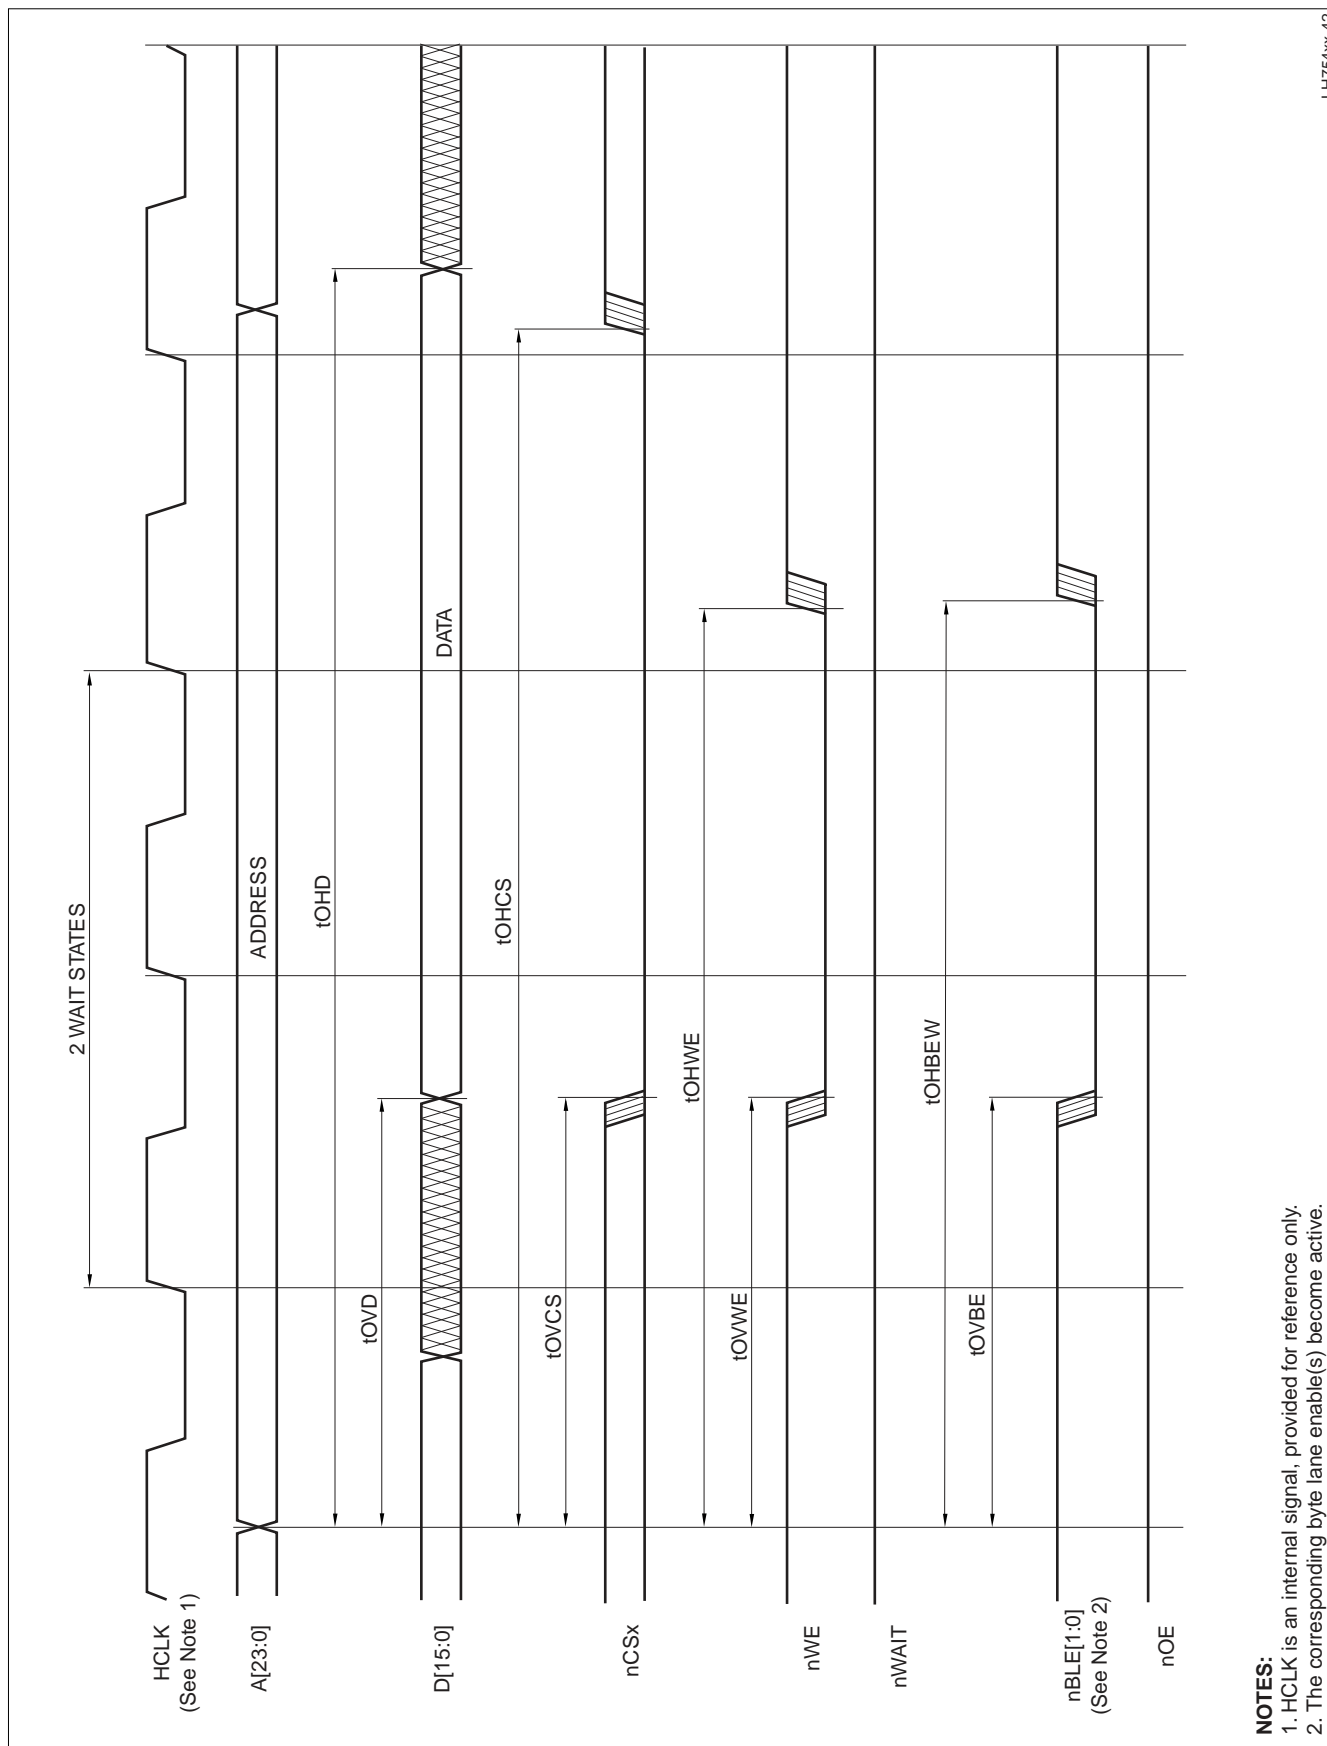 2 WAIT STATES
HCLK
(See Note 1)
A[23:0]
ADDRESS
tOHD
tOVD
D[15:0]
DATA
tOHCS
tOVCS
nCSx
tOHWE
tOVWE
nWE
nWAIT
tOHBEW
tOVBE
nBLE[1:0]
(See Note 2)
nOE
NOTES:
1. HCLK is an internal signal, provided for reference only.
2. The corresponding byte lane enable(s) become active.